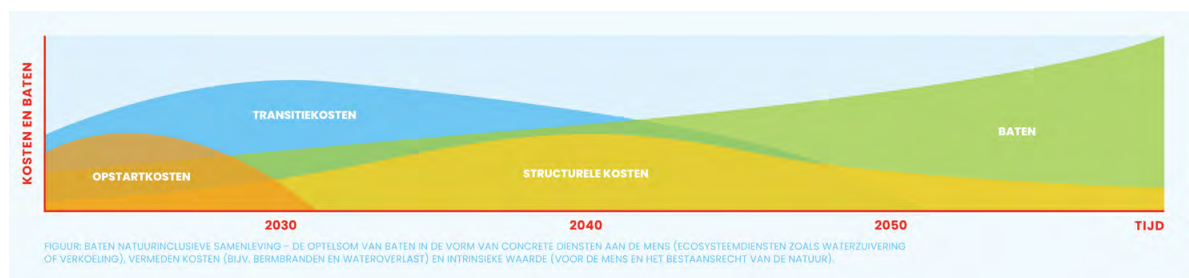 KOSTEN EN BATEN
TRANSITIEKOSTEN
BATEN
OPSTARTKOSTEN
STRUCTURELE KOSTEN
2030
2040
2050
TIJD
FIGUUR: BATEN NATUURINCLUSIEVE SAMENLEVING – DE OPTELSOM VAN BATEN IN DE VORM VAN CONCRETE DIENSTEN AAN DE MENS (ECOSYSTEEMDIENSTEN ZOALS WATERZUIVERING
OF VERKOELING), VERMEDEN KOSTEN (BIJV. BERMBRANDEN EN WATEROVERLAST) EN INTRINSIEKE WAARDE (VOOR DE MENS EN HET BESTAANSRECHT VAN DE NATUUR).